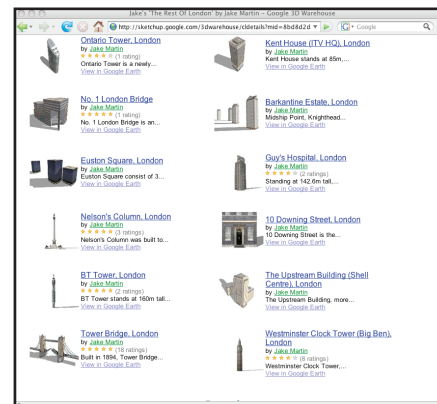 Jake's 'The Rest Of London' by Jake Martin - Google 3D Warehouse
http://sketchup.google.com/3dwarehouse/cldetails?mid=8bd8d2d
Google
Ontario Tower, London
by Jake Martin
(1 rating)
Ontario Tower is a newly...
View in Google Earth
Kent House (ITV HQ), London
by Jake Martin
Kent House stands at 85m,...
View in Google Earth
No. 1 London Bridge
by Jake Martin
(1 rating)
No. 1 London Bridge is an...
View in Google Earth
Barkantine Estate, London
by Jake Martin
Midship Point, Knighthead...
View in Google Earth
Euston Square, London
by Jake Martin
Euston Square consist of 3...
View in Google Earth
Guy's Hospital, London
by Jake Martin
(2 ratings)
Standing at 142.6m tall,...
View in Google Earth
Nelson's Column, London
by Jake Martin
(3 ratings)
Nelson's Column was built to...
View in Google Earth
10 Downing Street, London
by Jake Martin
10 Downing Street is the...
View in Google Earth
BT Tower, London
by Jake Martin
(2 ratings)
BT Tower stands at 160m tall...
View in Google Earth
The Upstream Building (Shell
Centre), London
by Jake Martin
The Upstream Building, more...
View in Google Earth
Tower Bridge, London
by Jake Martin
(18 ratings)
Built in 1894, Tower Bridge...
View in Google Earth
Westminster Clock Tower (Big Ben),
London
by Jake Martin
(8 ratings)
Westminster Clock Tower,...
View in Google Earth